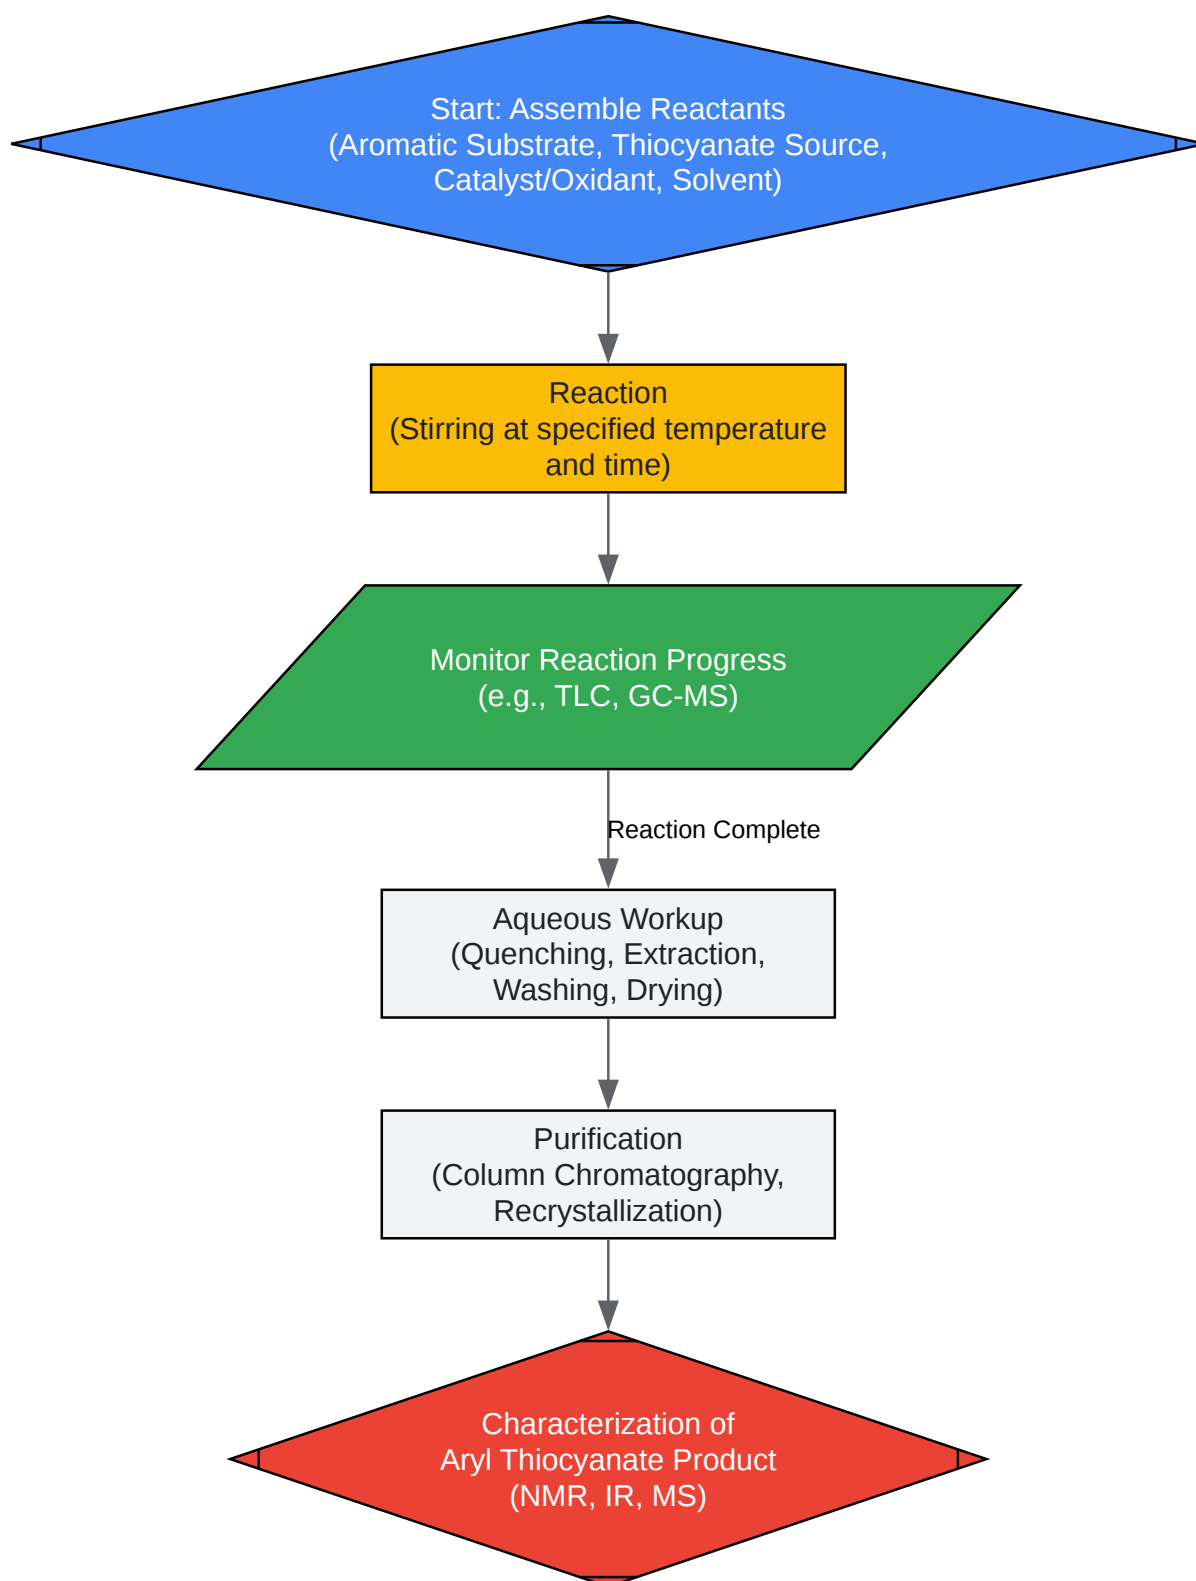 Start: Assemble Reactants
(Aromatic Substrate, Thiocyanate Source,
Catalyst/Oxidant, Solvent)
Reaction
(Stirring at specified temperature
and time)
Monitor Reaction Progress
(e.g., TLC, GC-MS)
Reaction Complete
Aqueous Workup
(Quenching, Extraction,
Washing, Drying)
Purification
(Column Chromatography,
Recrystallization)
Characterization of
Aryl Thiocyanate Product
(NMR, IR, MS)